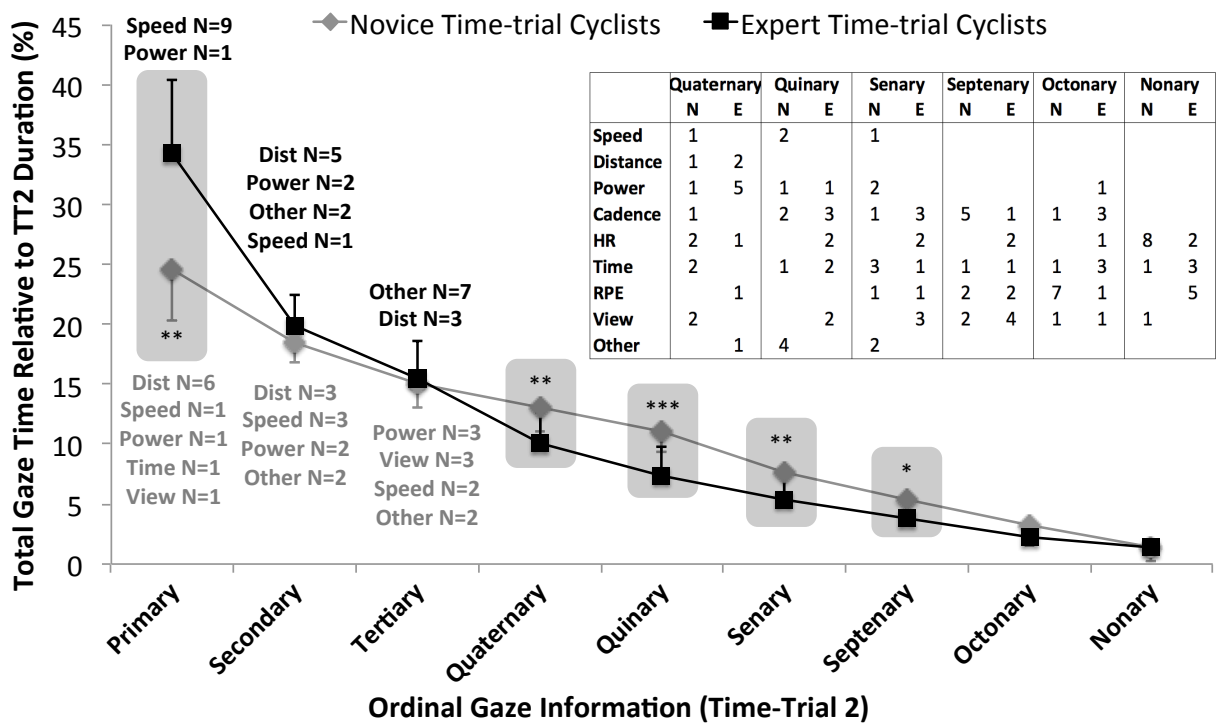 Novice Time-trial Cyclists
Expert Time-trial Cyclists
Total Gaze Time Relative to TT2 Duration (%)
45
40
35
30
25
20
15
10
5
0
Speed N=9
Power N=1
Dist N=5
Power N=2
Other N=2
Speed N=1
Other N=7
Dist N=3
**
**
***
**
*
Dist N=6
Speed N=1
Power N=1
Time N=1
View N=1
Dist N=3
Speed N=3
Power N=2
Other N=2
Power N=3
View N=3
Speed N=2
Other N=2
Quaternary Quinary Senary Septenary Octonary Nonary
N E N E N E N E N E N E
Speed 1 2 1
Distance 1 2
Power 1 5 1 1 2 1
Cadence 1 2 3 1 3 5 1 1 3
HR 2 1 2 2 2 1 8 2
Time 2 1 2 3 1 1 1 1 3 1 3
RPE 1 1 1 2 2 7 1 5
View 2 2 3 2 4 1 1 1
Other 1 4 2
Primary
Secondary
Tertiary
Quaternary
Quinary
Senary
Septenary
Octonary
Nonary
Ordinal Gaze Information (Time-Trial 2)